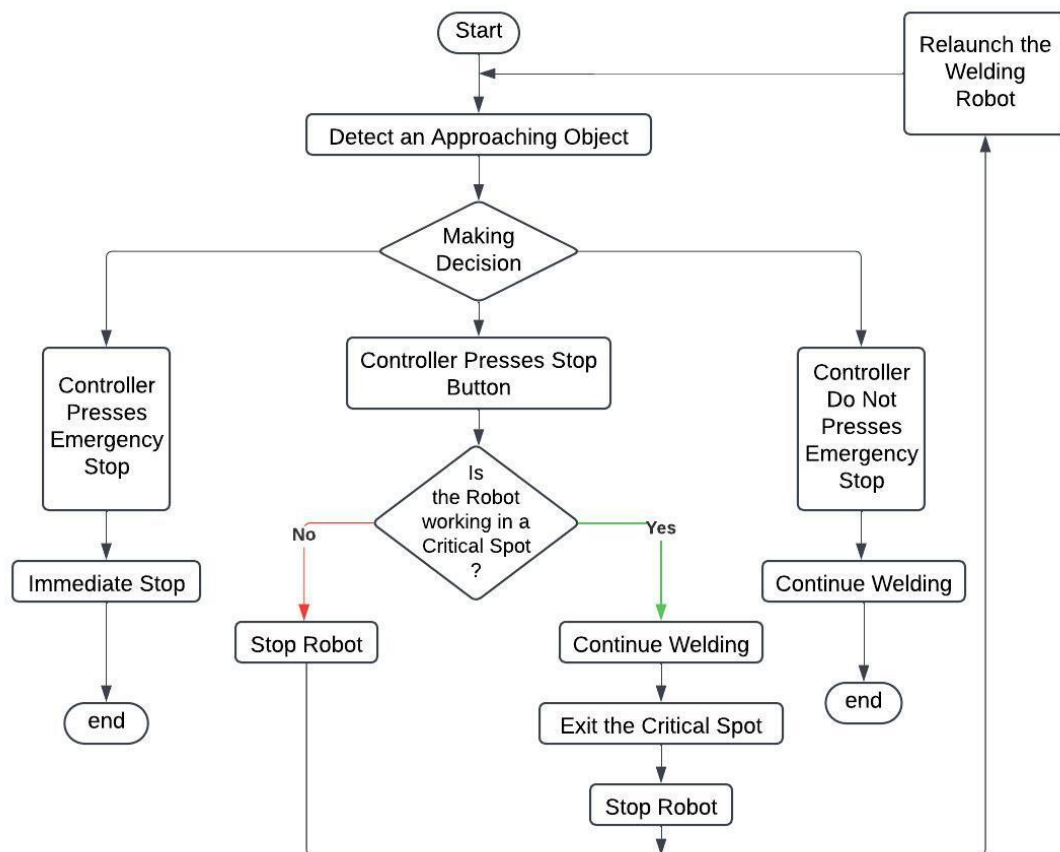 Start
Relaunch the
Welding
Robot
Detect an Approaching Object
Making
Decision
Controller
Presses
Emergency
Stop
Controller Presses Stop
Button
Controller
Do Not
Presses
Emergency
Stop
Is
the Robot
working in a
Critical Spot
?
No
Yes
Immediate Stop
Continue Welding
Stop Robot
Continue Welding
end
Exit the Critical Spot
end
Stop Robot